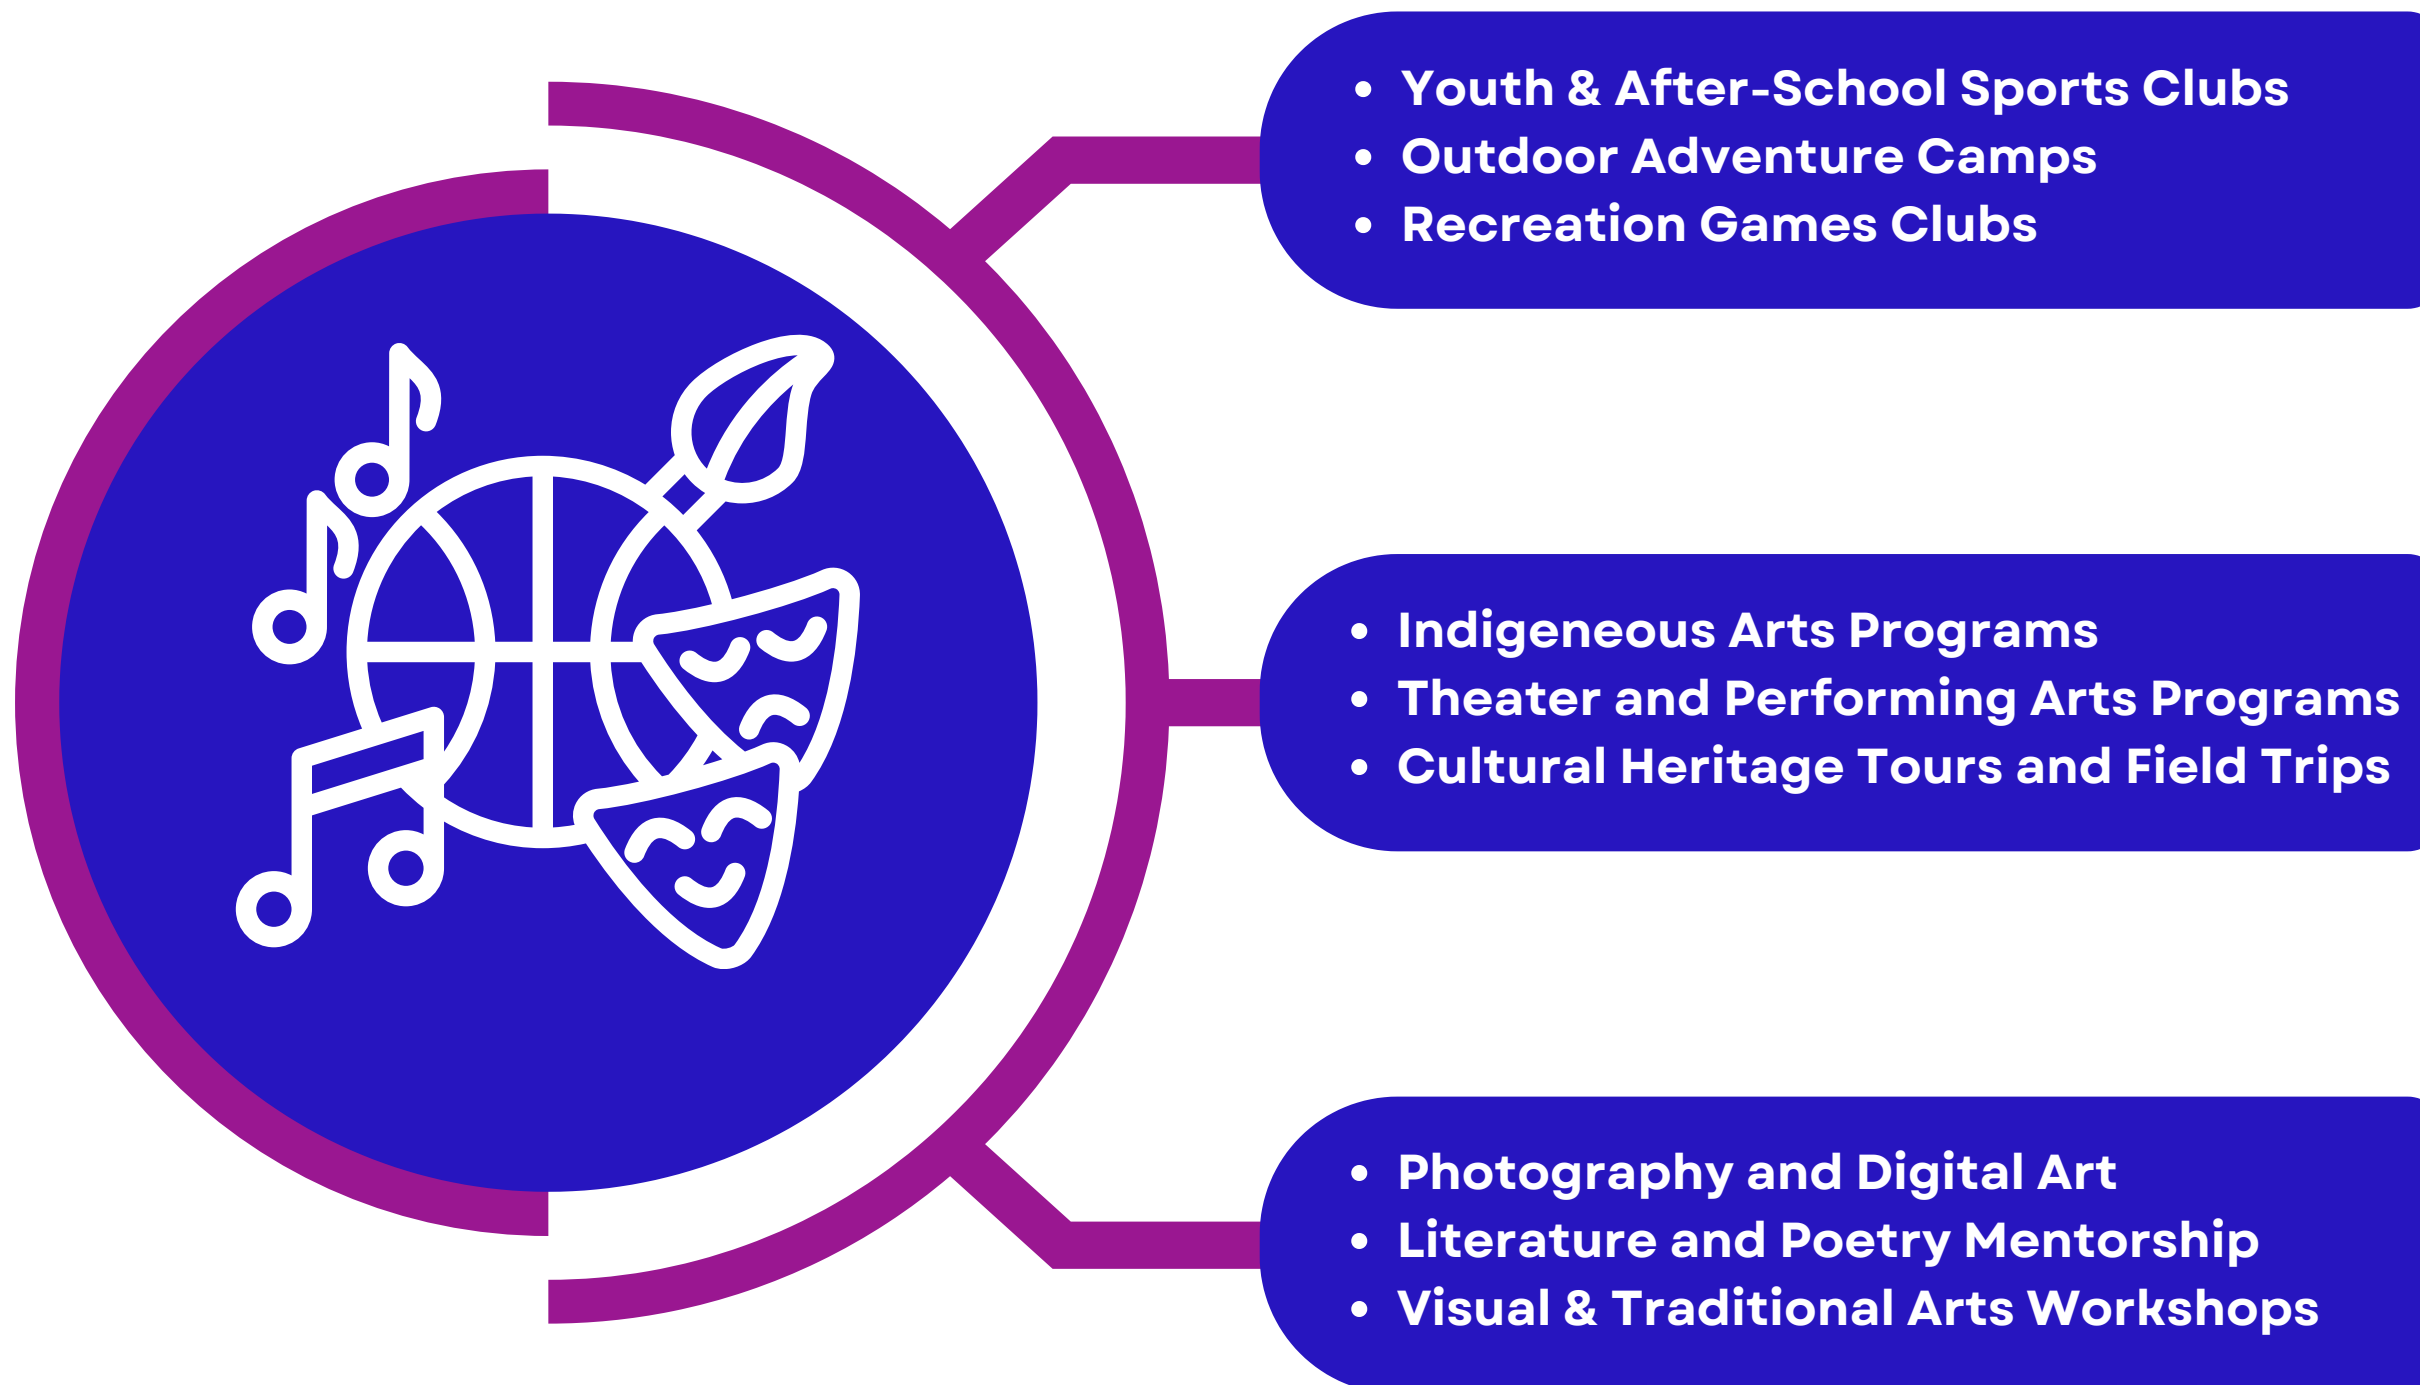 • Youth & After-School Sports Clubs
• Outdoor Adventure Camps
• Recreation Games Clubs
• Indigeneous Arts Programs
• Theater and Performing Arts Programs
• Cultural Heritage Tours and Field Trips
• Photography and Digital Art
• Literature and Poetry Mentorship
• Visual & Traditional Arts Workshops